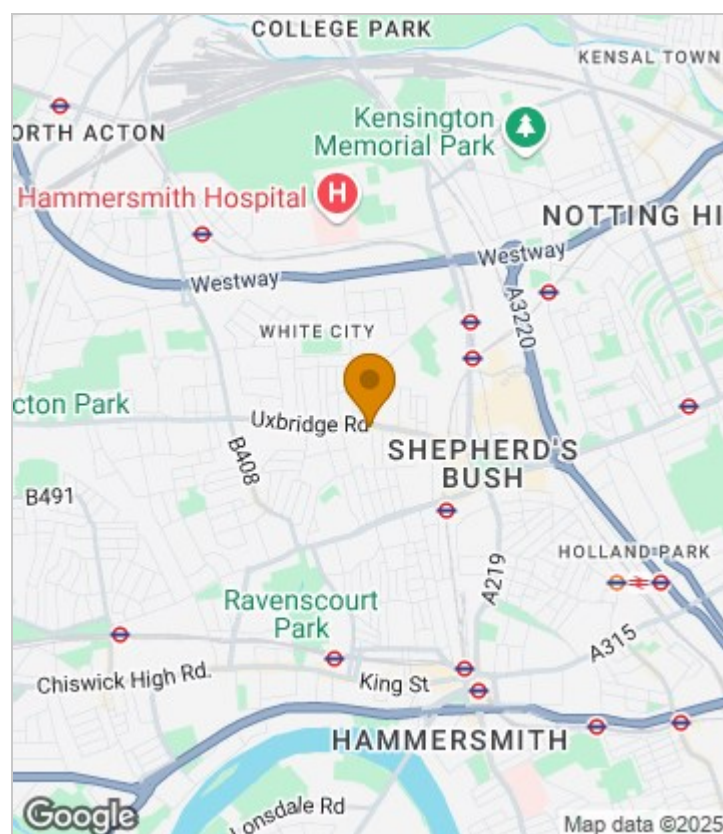 COLLEGE PARK
KENSAL TOWN
ORTH ACTON
Kensington
Memorial Park
Hammersmith Hospital
H
NOTTING HI
Westway
Westway
A3220
WHITE CITY
cton Park
Uxbridge Rd
SHEPHERD'S
BUSH
B408
B491
HOLLAND PARK
A219
Ravenscourt
Park
A315
Chiswick High Rd.
King St
HAMMERSMITH
Lonsdale Rd
Google
Map data ©2025